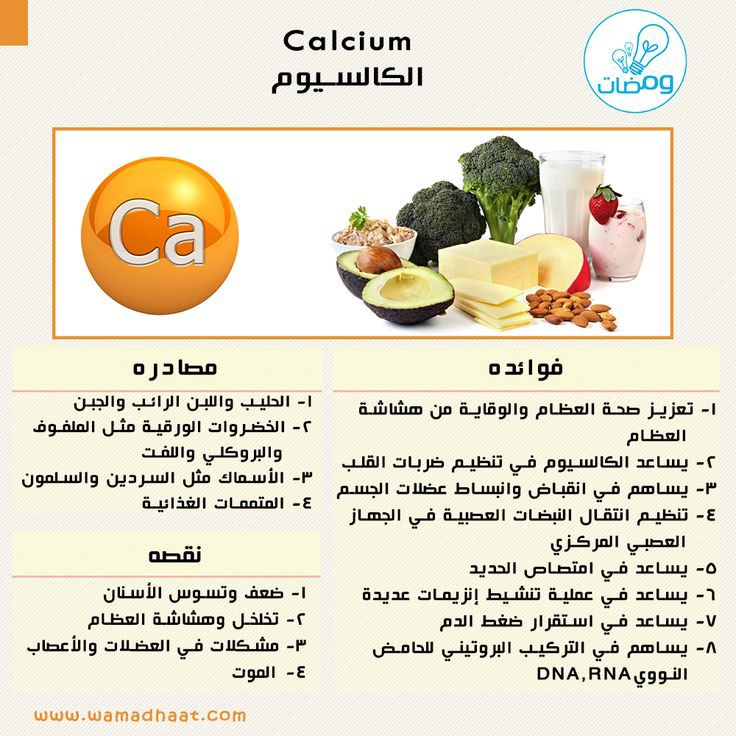 Calcium
الكالسيوم
ومضات
Ca
فوائده
١- تعزيز صحة العظام والوقاية من هشاشة
العظام
٢- يساعد الكالسيوم في تنظيم ضربات القلب
٣- يساهم في انقباض وانبساط عضلات الجسم
٤- تنظيم انتقال النبضات العصبية في الجهاز
العصبي المركزي
٥- يساعد في امتصاص الحديد
٦- يساعد في عملية تنشيط إنزيمات عديدة
٧- يساعد في استقرار ضغط الدم
٨- يساهم في التركيب البروتيني للحامض
النوويDNA,RNA
مصادره
١- الحليب واللبن الرائب والجبن
٢- الخضروات الورقية مثل الملفوف
والبروكلي واللفت
٣- الأسماك مثل السردين والسلمون
٤- المتممات الغذائية
نقصه
١- ضعف وتسوس الأسنان
٢- تخلخل وهشاشة العظام
٣- مشكلات في العضلات والأعصاب
٤- الموت
www.wamadhaat.com